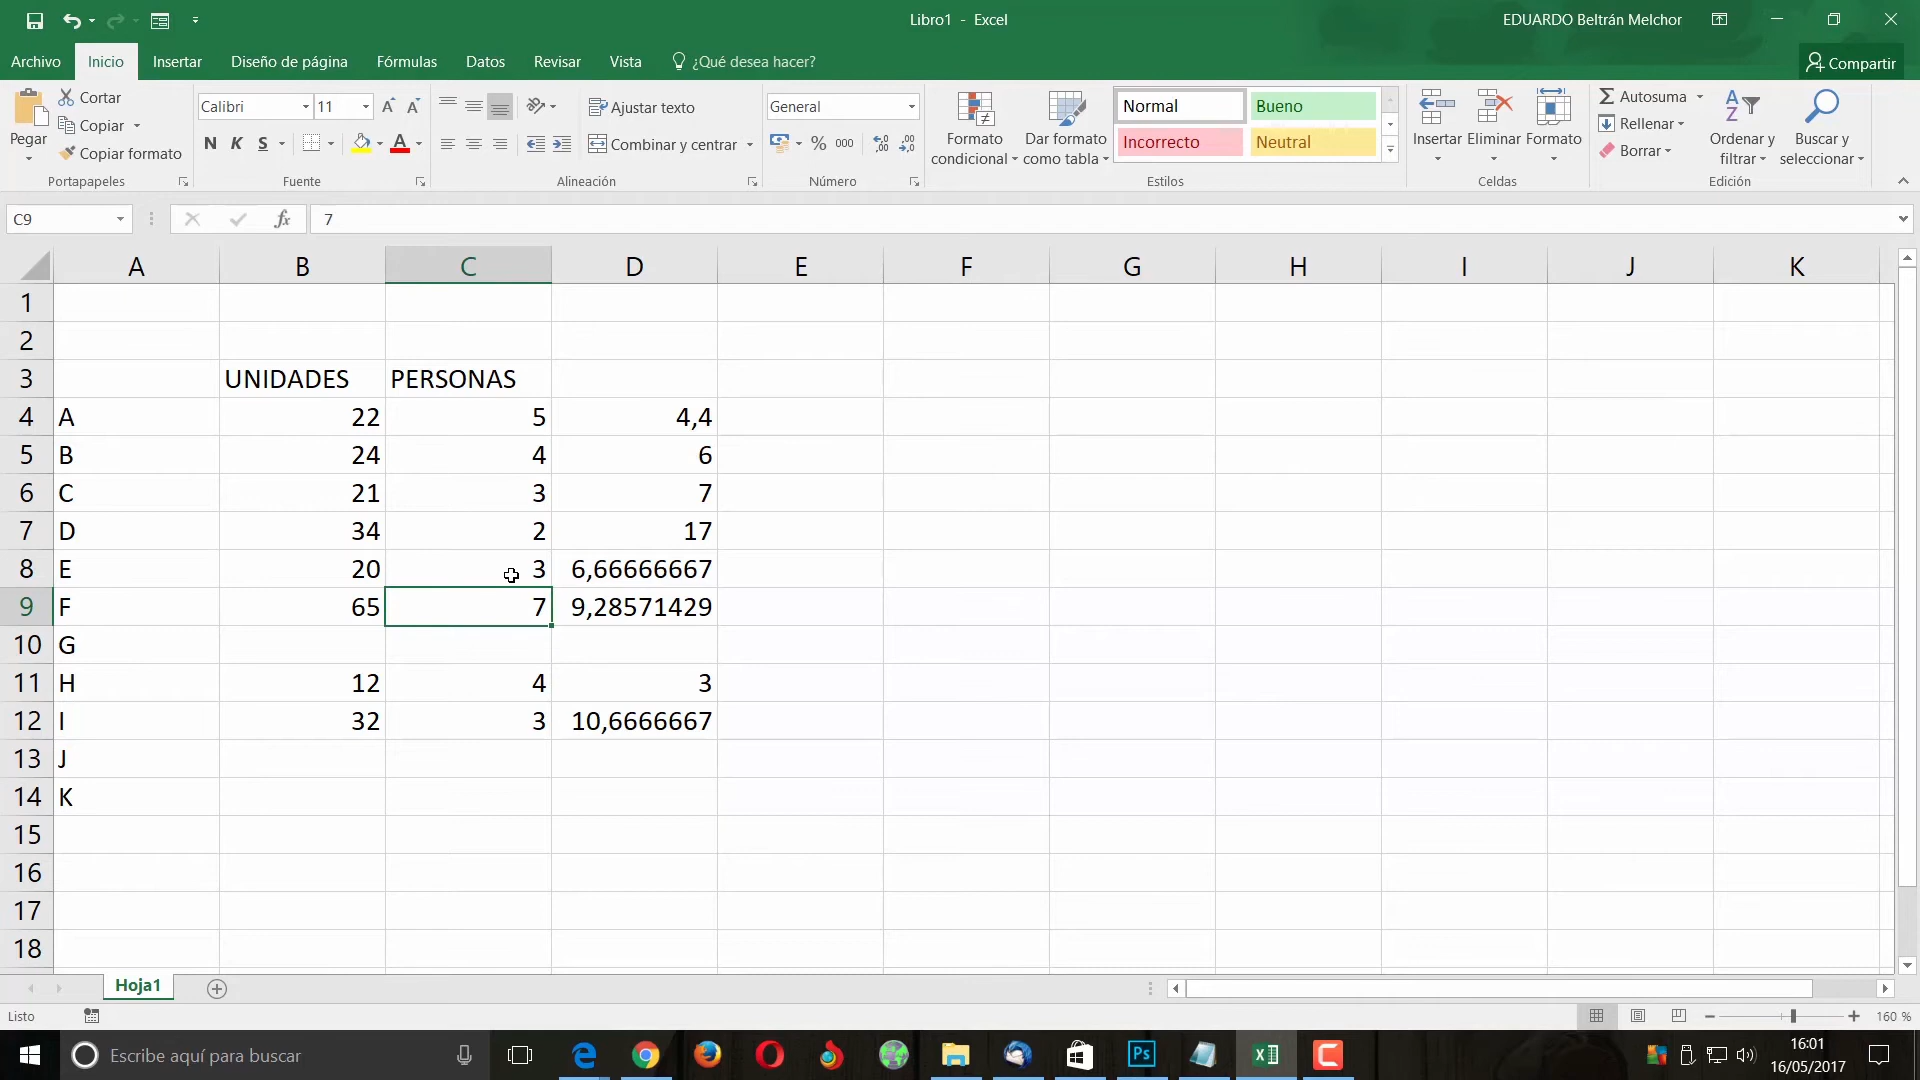 Libro1 - Excel
EDUARDO Beltrán Melchor
Archivo Inicio Insertar Diseño de página Fórmulas Datos Revisar Vista ¿Qué desea hacer? Compartir
Pegar
Cortar
Copiar
Copiar formato
Portapapeles
Calibri 11
N K S A
Fuente
Ajustar texto
Combinar y centrar
Alineación
General
% 000
Número
Formato condicional
Dar formato como tabla
Normal Bueno
Incorrecto Neutral
Estilos
Insertar Eliminar Formato
Celdas
Autosuma
Rellenar
Borrar
Ordenar y filtrar
Buscar y seleccionar
Edición
C9 fx 7
A B C D E F G H I J K
1
2
3 UNIDADES PERSONAS
4 A 22 5 4,4
5 B 24 4 6
6 C 21 3 7
7 D 34 2 17
8 E 20 3 6,66666667
9 F 65 7 9,28571429
10 G
11 H 12 4 3
12 I 32 3 10,6666667
13 J
14 K
15
16
17
18
Hoja1
Listo 160 %
Escribe aquí para buscar
Ps
16:01
16/05/2017